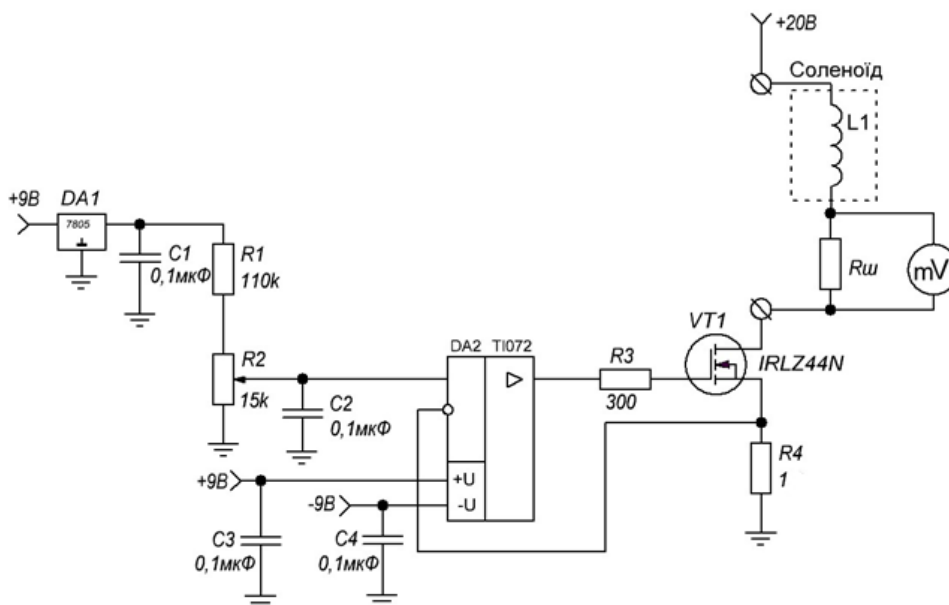 +20В
Соленоїд
L1
+9В
DA1
7805
C1
0,1мкФ
R1
110k
Rш
mV
VT1
IRLZ44N
R2
15k
DA2 Tl072
R3
300
C2
0,1мкФ
R4
1
+9В
+U
-9В
-U
C3
0,1мкФ
C4
0,1мкФ